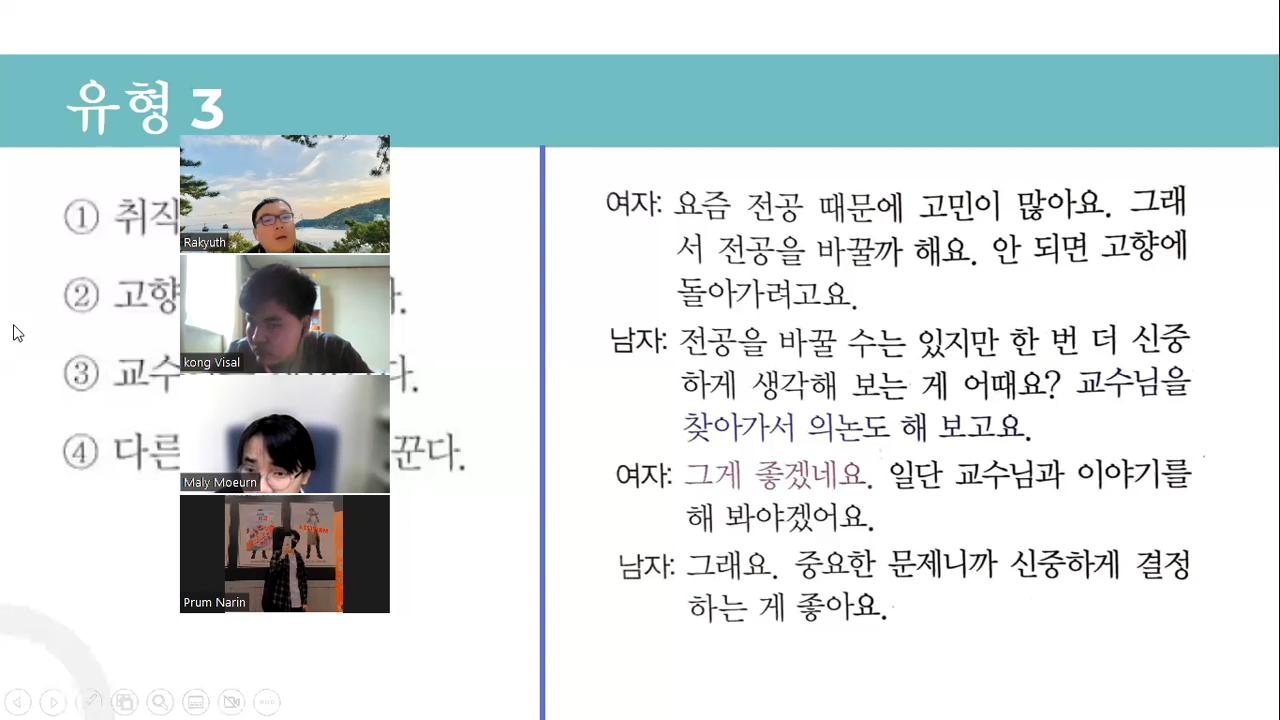 유형 3
① 취직
② 고향
③ 교수 다.
④ 다른 꾼다.
Rakyuth
kong Visal
Maly Moeurn
Prum Narin
여자: 요즘 전공 때문에 고민이 많아요. 그래
서 전공을 바꿀까 해요. 안 되면 고향에
돌아가려고요.
남자: 전공을 바꿀 수는 있지만 한 번 더 신중
하게 생각해 보는 게 어때요? 교수님을
찾아가서 의논도 해 보고요.
여자: 그게 좋겠네요. 일단 교수님과 이야기를
해 봐야겠어요.
남자: 그래요. 중요한 문제니까 신중하게 결정
하는 게 좋아요.